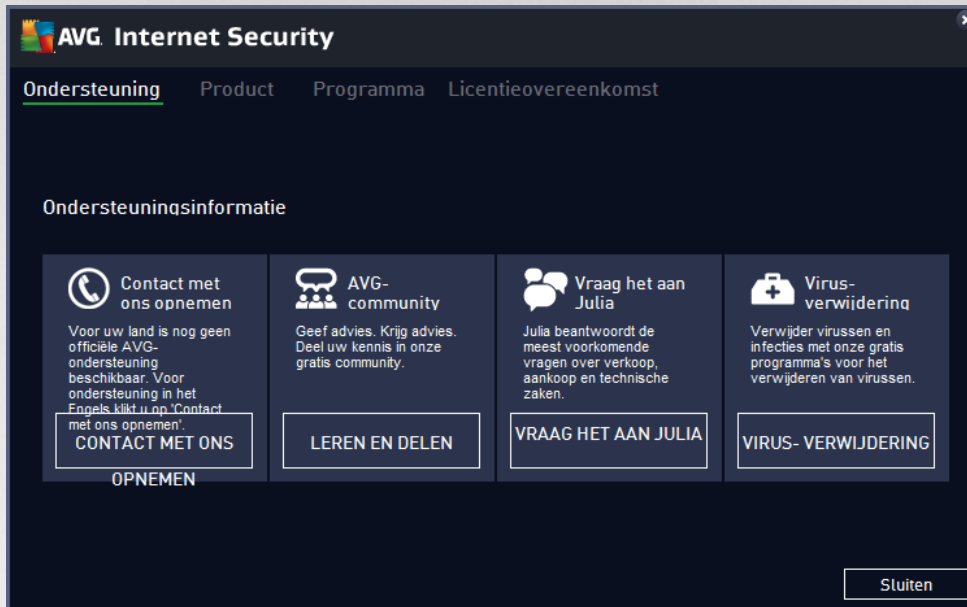 AVG Internet Security
Ondersteuning Product Programma Licentieovereenkomst
Ondersteuningsinformatie
Contact met
ons opnemen
Voor uw land is nog geen
officiële AVG-
ondersteuning
beschikbaar. Voor
ondersteuning in het
Engels klikt u op 'Contact
met ons opnemen'.
CONTACT MET ONS
OPNEMEN
AVG-
community
Geef advies. Krijg advies.
Deel uw kennis in onze
gratis community.
LEREN EN DELEN
Vraag het aan
Julia
Julia beantwoordt de
meest voorkomende
vragen over verkoop,
aankoop en technische
zaken.
VRAAG HET AAN JULIA
Virus-
verwijdering
Verwijder virussen en
infecties met onze gratis
programma's voor het
verwijderen van virussen.
VIRUS- VERWIJDERING
Sluiten